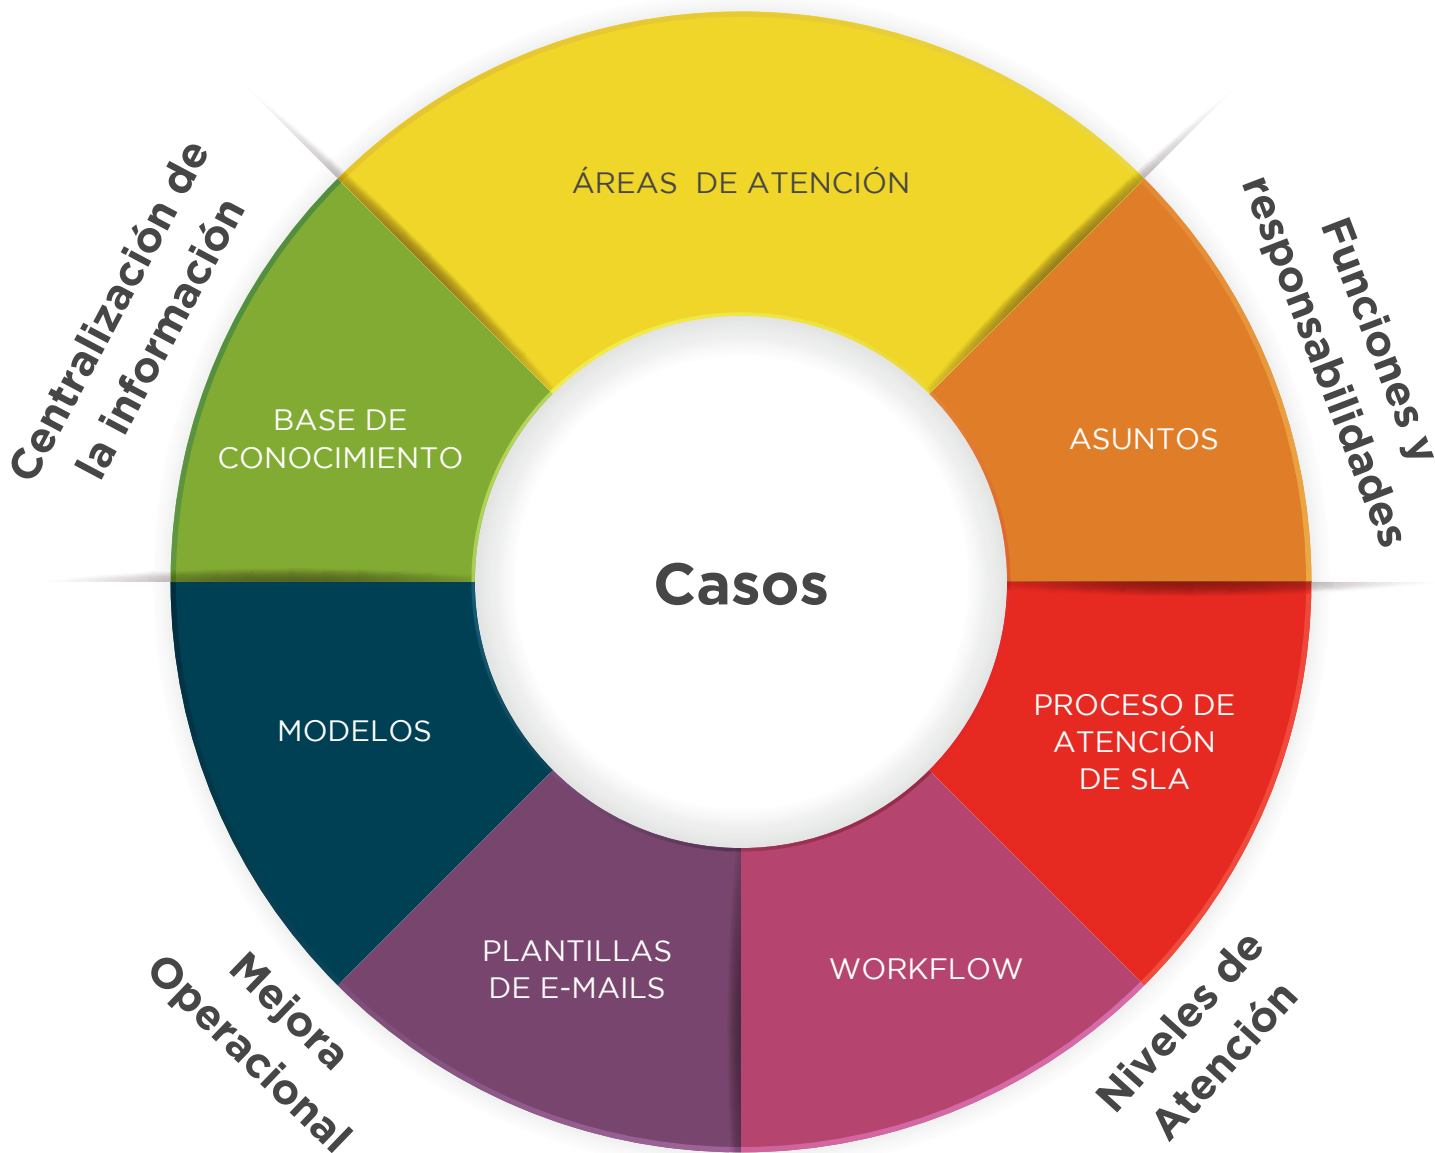 ÁREAS DE ATENCIÓN
Centralización de
la información
Funciones y
responsabilidades
BASE DE
CONOCIMIENTO
ASUNTOS
Casos
MODELOS
PROCESO DE
ATENCIÓN
DE SLA
PLANTILLAS
DE E-MAILS
WORKFLOW
Mejora
Operacional
Niveles de
Atención